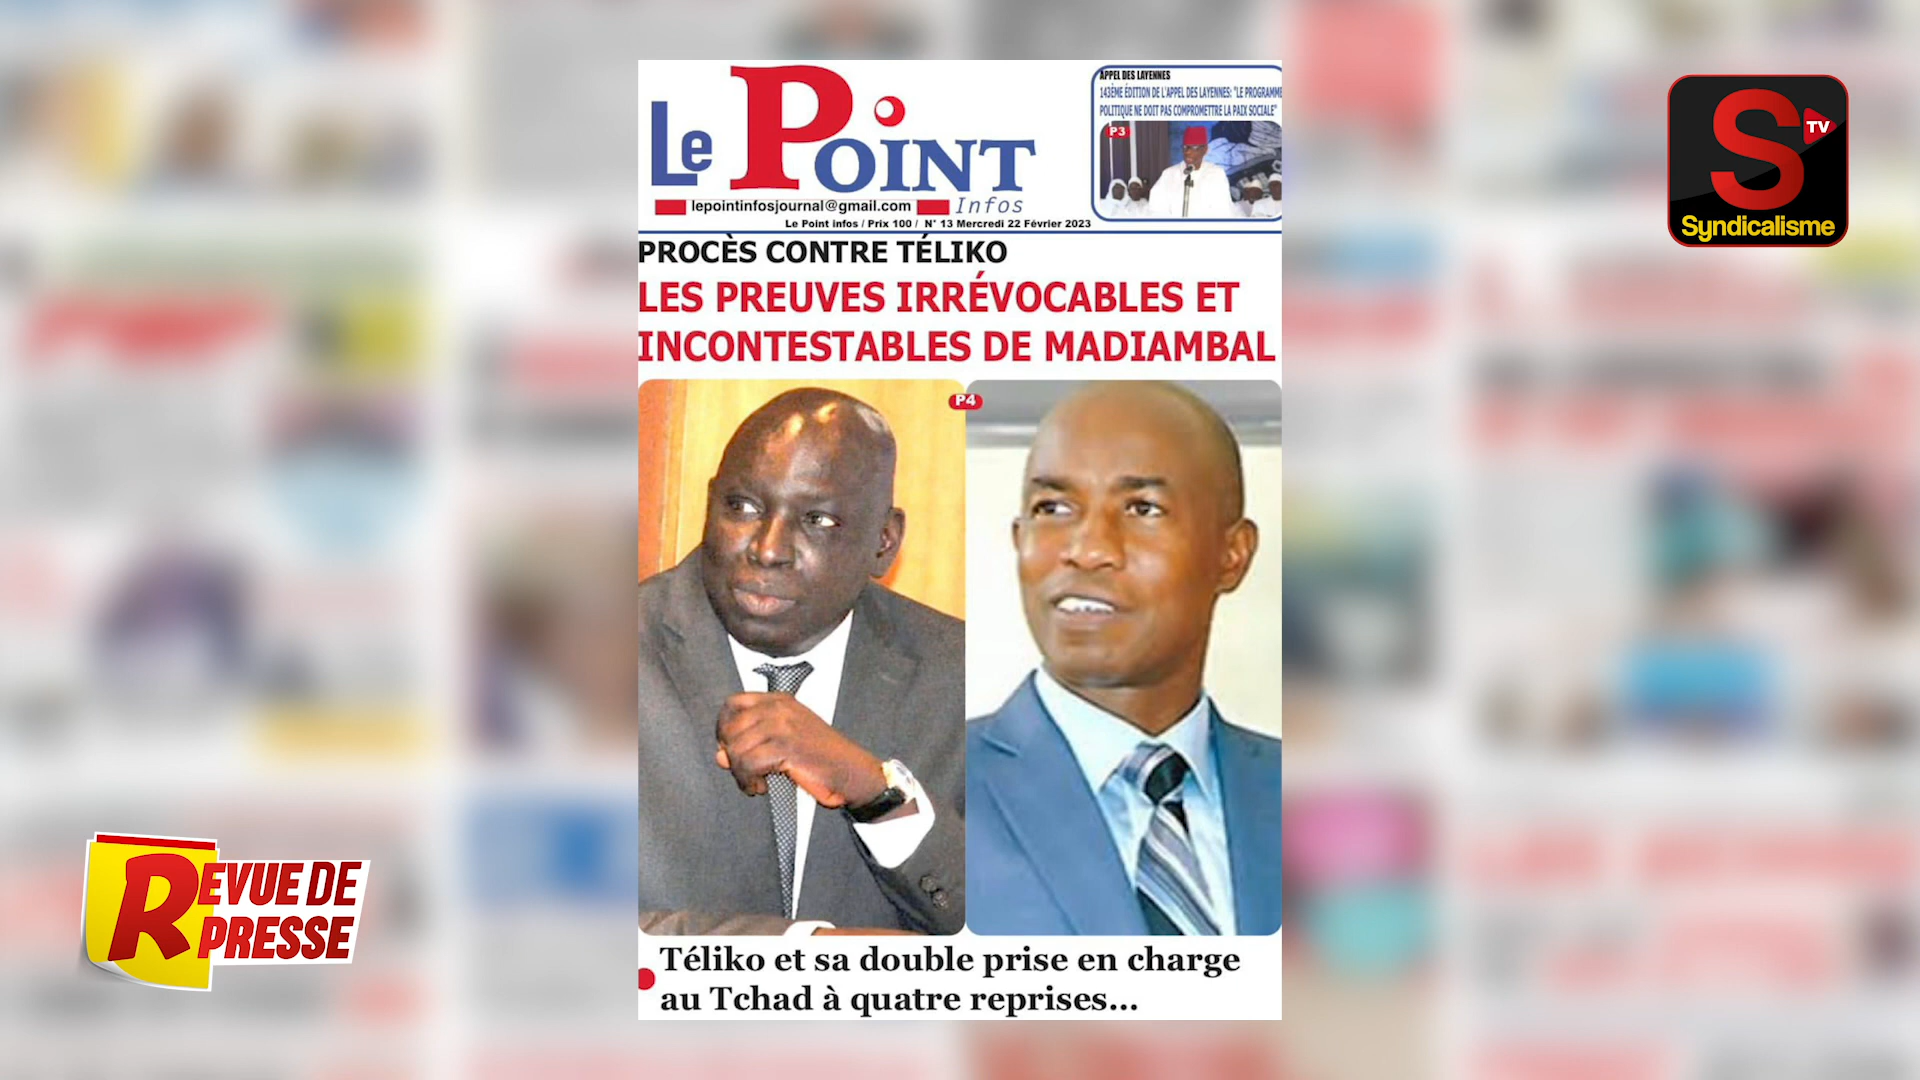 Le POINT
Infos
lepointinfosjournal@gmail.com
Le Point infos / Prix 100 / N° 13 Mercredi 22 Février 2023
APPEL DES LAYENNES
143ÈME ÉDITION DE L'APPEL DES LAYENNES: "LE PROGRAMME
POLITIQUE NE DOIT PAS COMPROMETTRE LA PAIX SOCIALE"
P3
PROCÈS CONTRE TÉLIKO
LES PREUVES IRRÉVOCABLES ET
INCONTESTABLES DE MADIAMBAL
P4
Téliko et sa double prise en charge
au Tchad à quatre reprises...
S TV
Syndicalisme
REVUE DE
PRESSE